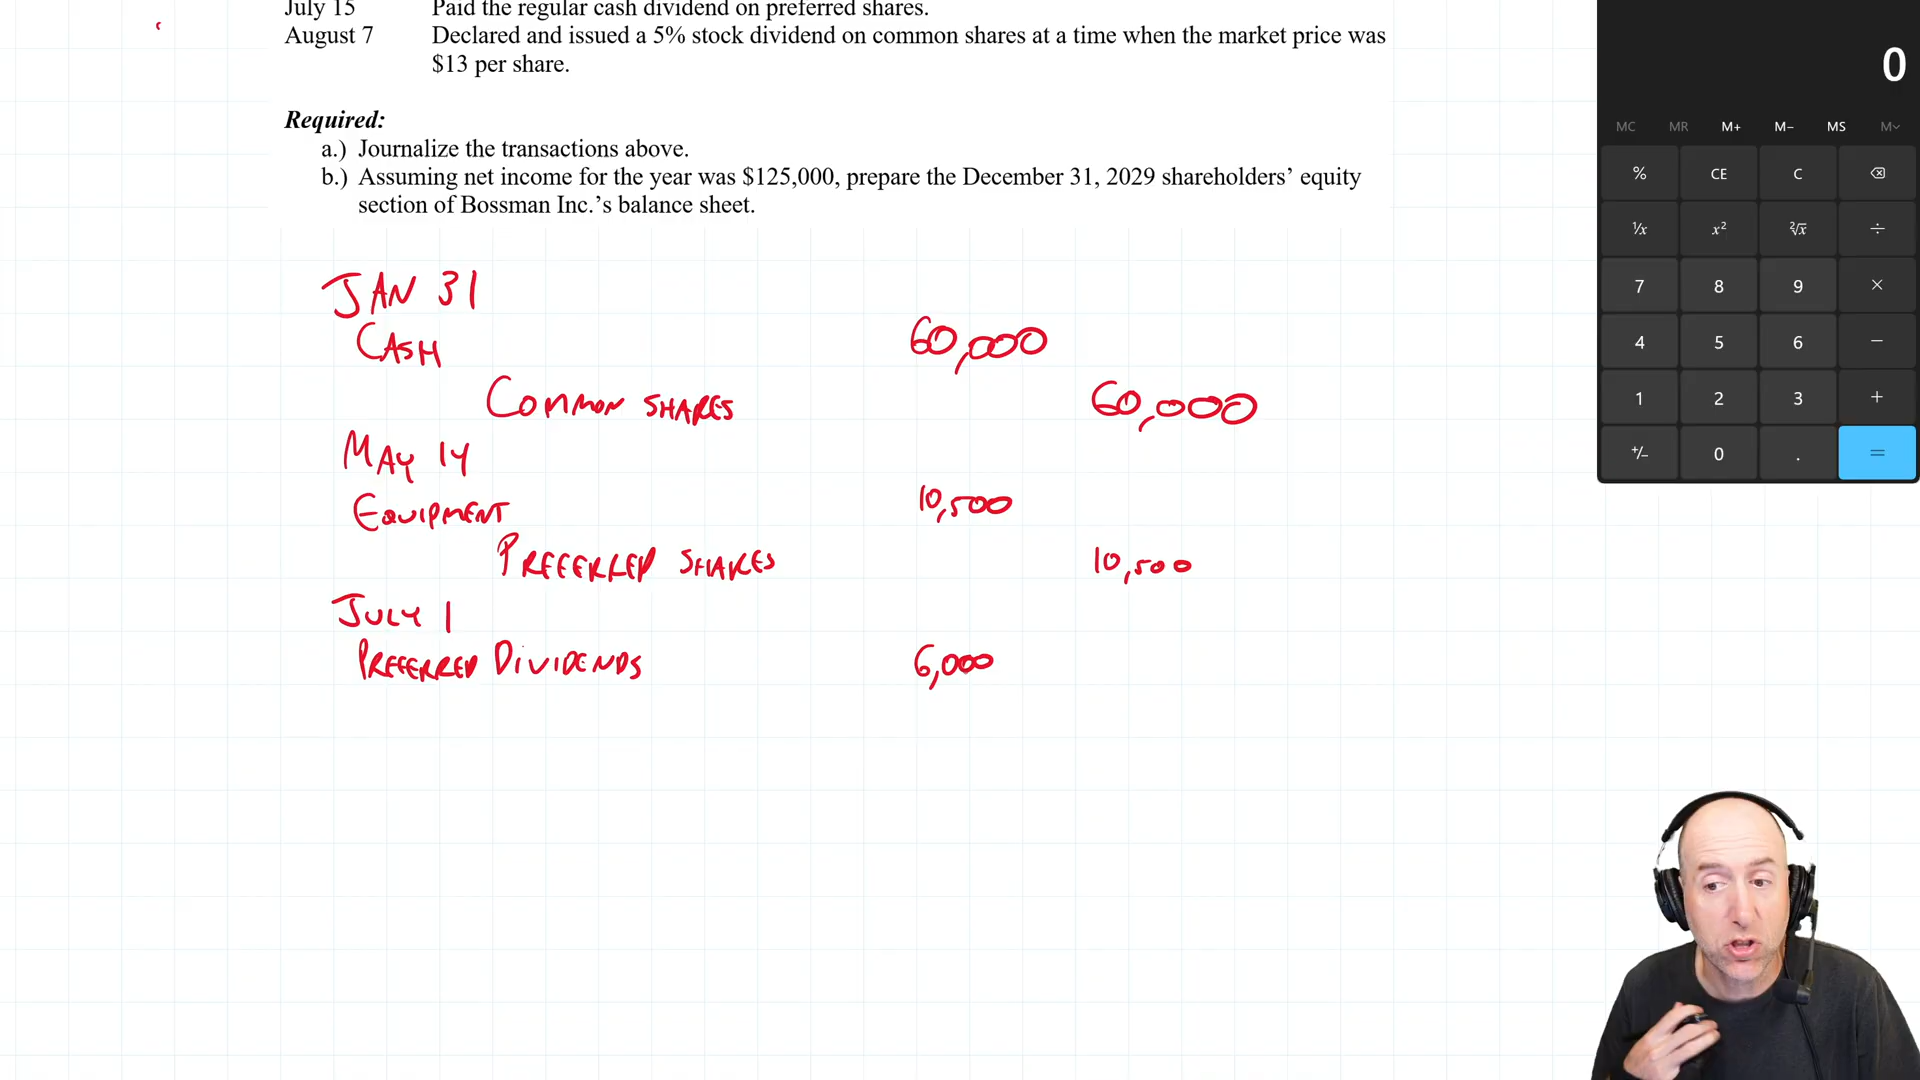 July 15 Paid the regular cash dividend on preferred shares.
August 7 Declared and issued a 5% stock dividend on common shares at a time when the market price was
$13 per share.
Required:
a.) Journalize the transactions above.
b.) Assuming net income for the year was $125,000, prepare the December 31, 2029 shareholders’ equity
section of Bossman Inc.’s balance sheet.
JAN 31
CASH 60,000
COMMON SHARES 60,000
MAY 14
EQUIPMENT 10,500
PREFERRED SHARES 10,500
JULY 1
PREFERRED DIVIDENDS 6,000
0
MC MR M+ M− MS M˅
% CE C ⌫
¹/x x² ²√x ÷
7 8 9 ×
4 5 6 −
1 2 3 +
+/− 0 . =